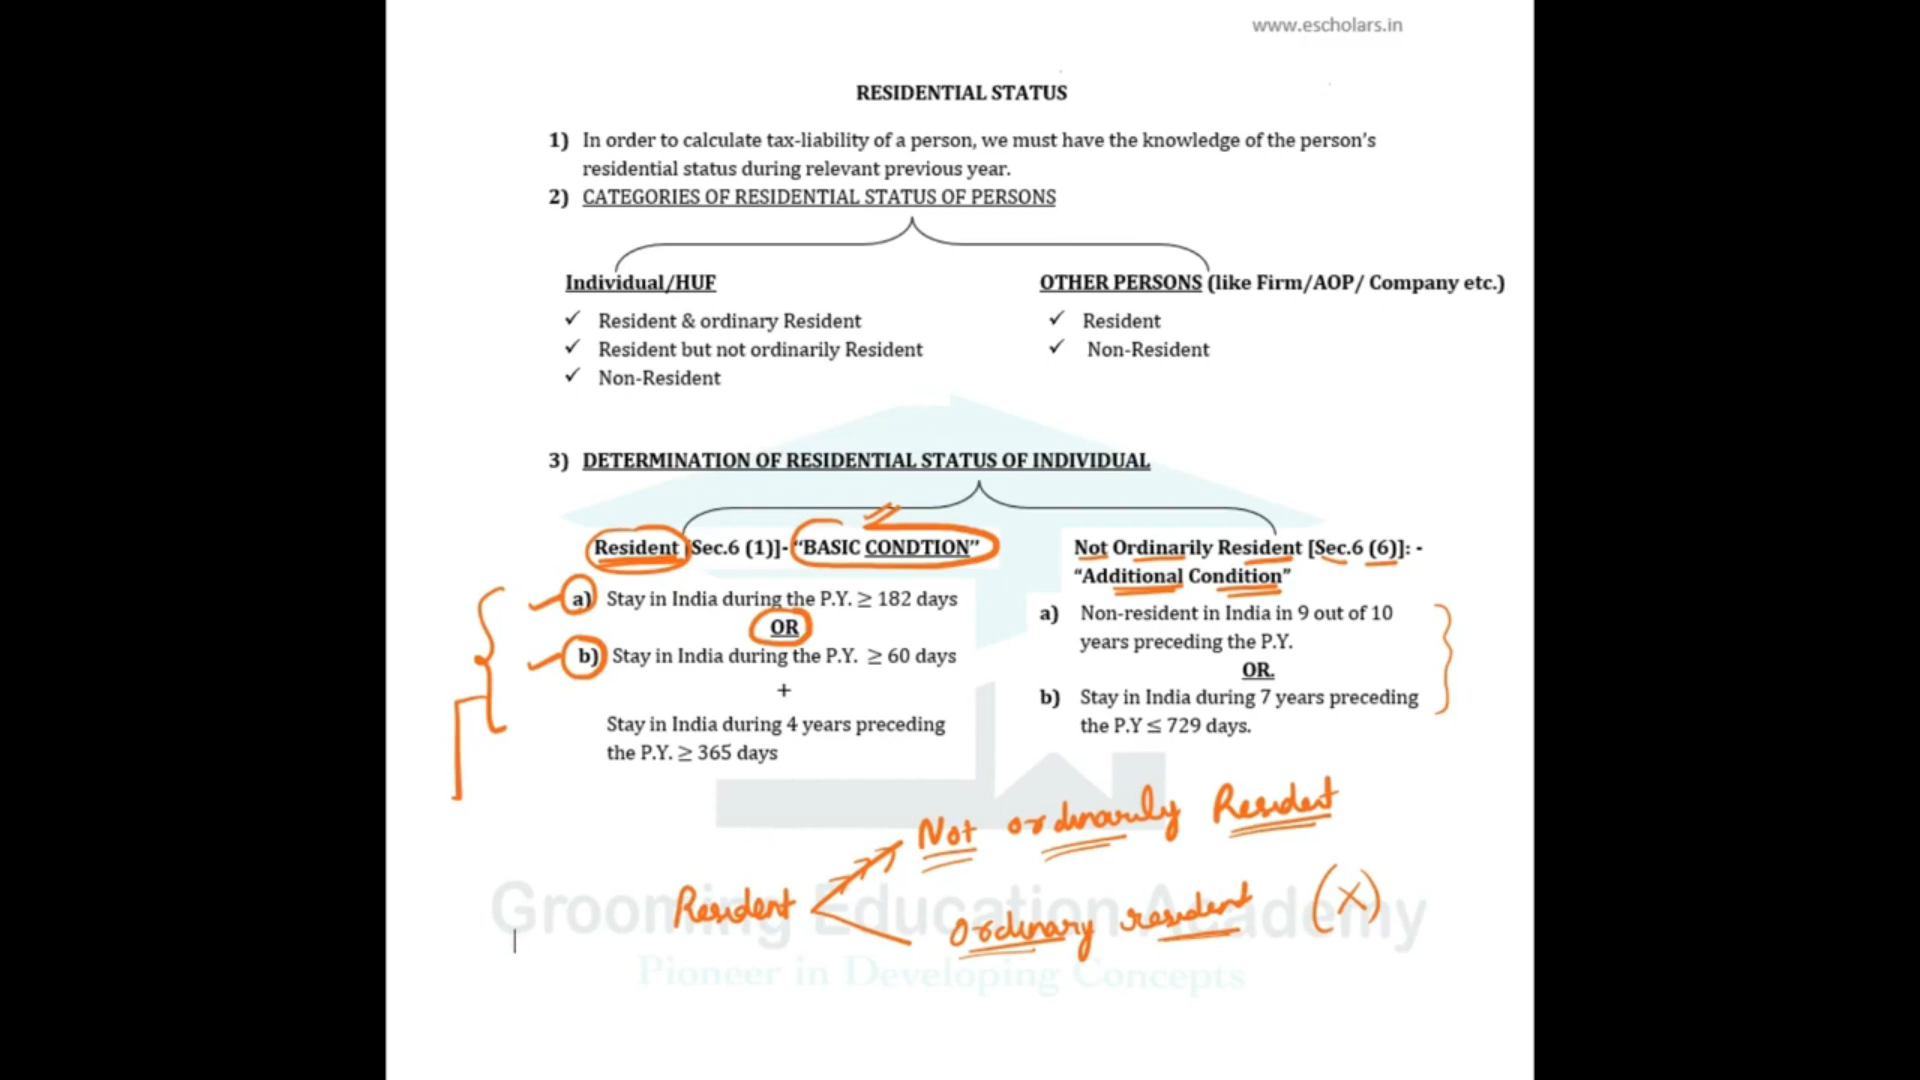 www.escholars.in
RESIDENTIAL STATUS
1) In order to calculate tax-liability of a person, we must have the knowledge of the person's
residential status during relevant previous year.
2) CATEGORIES OF RESIDENTIAL STATUS OF PERSONS
Individual/HUF
✓ Resident & ordinary Resident
✓ Resident but not ordinarily Resident
✓ Non-Resident
OTHER PERSONS (like Firm/AOP/ Company etc.)
✓ Resident
✓ Non-Resident
3) DETERMINATION OF RESIDENTIAL STATUS OF INDIVIDUAL
Resident [Sec.6 (1)]- "BASIC CONDTION"
a) Stay in India during the P.Y. ≥ 182 days
OR
b) Stay in India during the P.Y. ≥ 60 days
+
Stay in India during 4 years preceding
the P.Y. ≥ 365 days
Not Ordinarily Resident [Sec.6 (6)]: -
"Additional Condition"
a) Non-resident in India in 9 out of 10
years preceding the P.Y.
OR.
b) Stay in India during 7 years preceding
the P.Y ≤ 729 days.
Not ordinarily Resident
Resident
Ordinary resident (X)
Grooming Education Academy
Pioneer in Developing Concepts